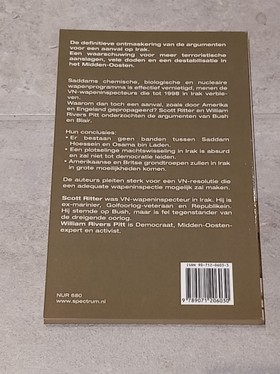 De definitieve ontmaskering van de argumenten
voor een aanval op Irak.
Een waarschuwing voor meer terroristische
aanslagen, vele doden en een destabilisatie in
het Midden-Oosten.
Saddams chemische, biologische en nucleaire
wapenprogramma is effectief vernietigd, menen de
VN-wapeninspecteurs die tot 1998 in Irak verble-
ven.
Waarom dan toch een aanval, zoals door Amerika
en Engeland gepropageerd? Scott Ritter en William
Rivers Pitt onderzochten de argumenten van Bush
en Blair.
Hun conclusies:
• Er bestaan geen banden tussen Saddam
Hoessein en Osama bin Laden.
• Een plotselinge machtswisseling in Irak is absurd
en zal niet tot democratie leiden.
• Amerikaanse en Britse grondtroepen zullen in Irak
in grote moeilijkheden komen.
De auteurs pleiten sterk voor een VN-resolutie die
een adequate wapeninspectie mogelijk zal maken.
Scott Ritter was VN-wapeninspecteur in Irak. Hij
is ex-marinier, Golfoorlog-veteraan en Republikein.
Hij stemde op Bush, maar is fel tegenstander van
de dreigende oorlog.
William Rivers Pitt is Democraat, Midden-Oosten-
expert en activist.
NUR 680
www.spectrum.nl
9 789071 206030